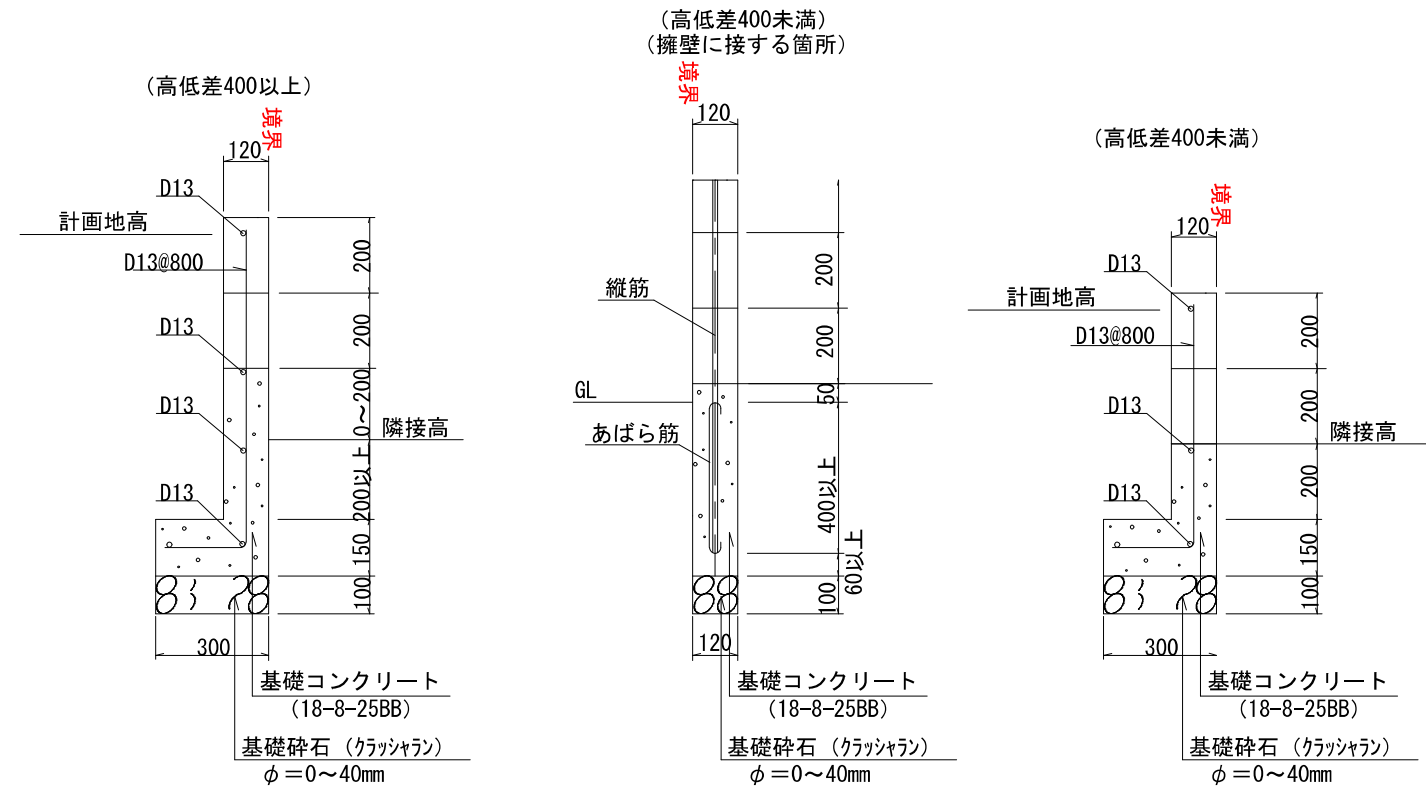 (高低差400以上)
境界
120
D13
計画地高
D13@800
200
D13
200
D13
0～200
隣接高
200以上
D13
150
100
300
基礎コンクリート
(18-8-25BB)
基礎砕石 (ｸﾗｯｼｬﾗﾝ)
φ=0～40mm
(高低差400未満)
(擁壁に接する箇所)
境界
120
200
縦筋
200
GL
50
あばら筋
400以上
60以上
100
120
基礎コンクリート
(18-8-25BB)
基礎砕石 (ｸﾗｯｼｬﾗﾝ)
φ=0～40mm
(高低差400未満)
境界
120
D13
計画地高
D13@800
200
D13
200
隣接高
200
D13
150
100
300
基礎コンクリート
(18-8-25BB)
基礎砕石 (ｸﾗｯｼｬﾗﾝ)
φ=0～40mm